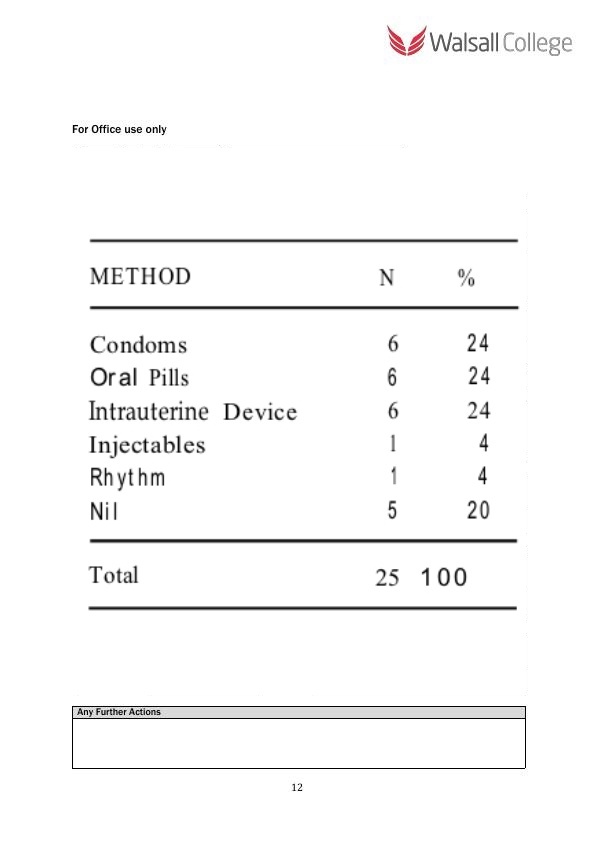 Walsall College
For Office use only
METHOD N %
Condoms 6 24
Oral Pills 6 24
Intrauterine Device 6 24
Injectables 1 4
Rhythm 1 4
Nil 5 20
Total 25 100
Any Further Actions
12